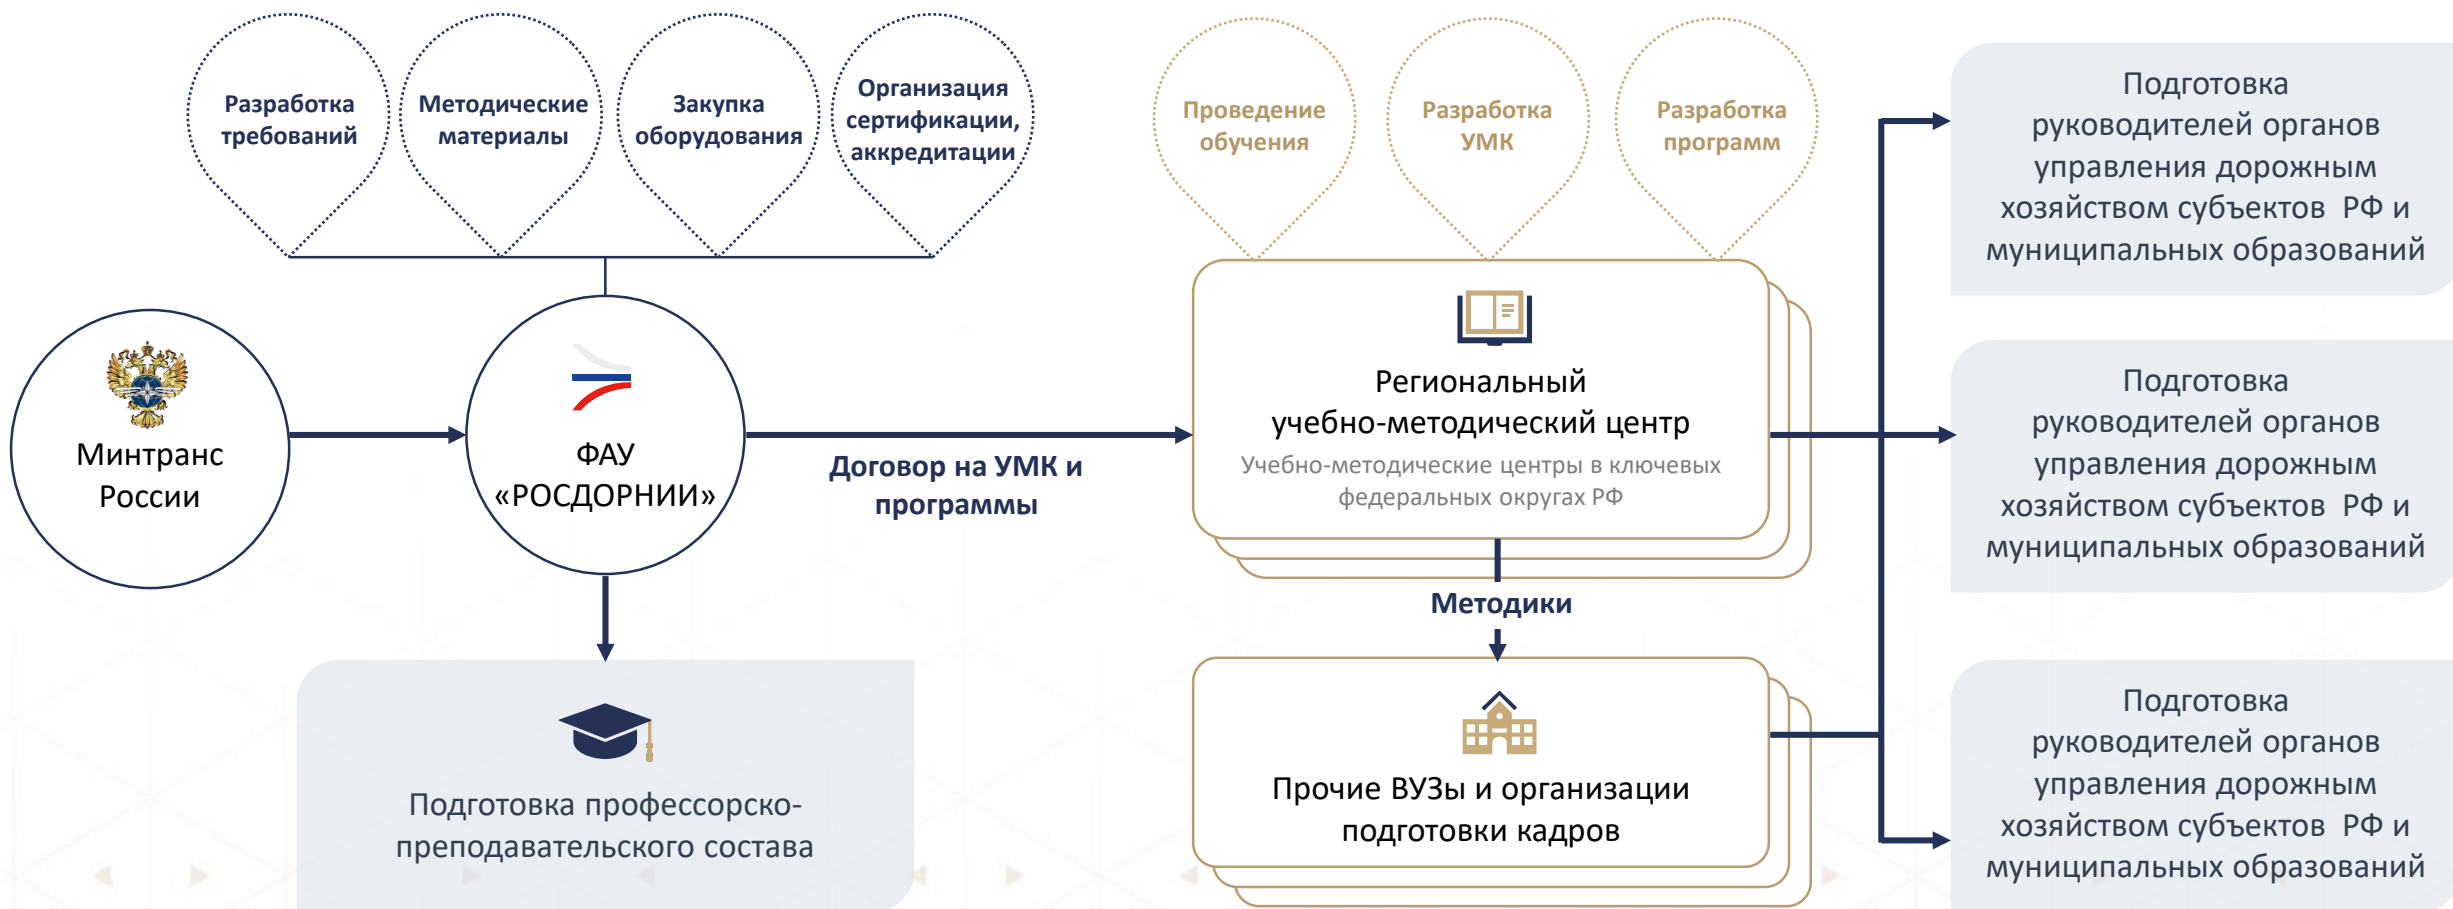 Разработка
требований
Методические
материалы
Закупка
оборудования
Организация
сертификации,
аккредитации
Проведение
обучения
Разработка
УМК
Разработка
программ
Минтранс
России
ФАУ
«РОСДОРНИИ»
Договор на УМК и
программы
Региональный
учебно-методический центр
Учебно-методические центры в ключевых
федеральных округах РФ
Методики
Прочие ВУЗы и организации
подготовки кадров
Подготовка профессорско-
преподавательского состава
Подготовка
руководителей органов
управления дорожным
хозяйством субъектов  РФ и
муниципальных образований
Подготовка
руководителей органов
управления дорожным
хозяйством субъектов  РФ и
муниципальных образований
Подготовка
руководителей органов
управления дорожным
хозяйством субъектов  РФ и
муниципальных образований